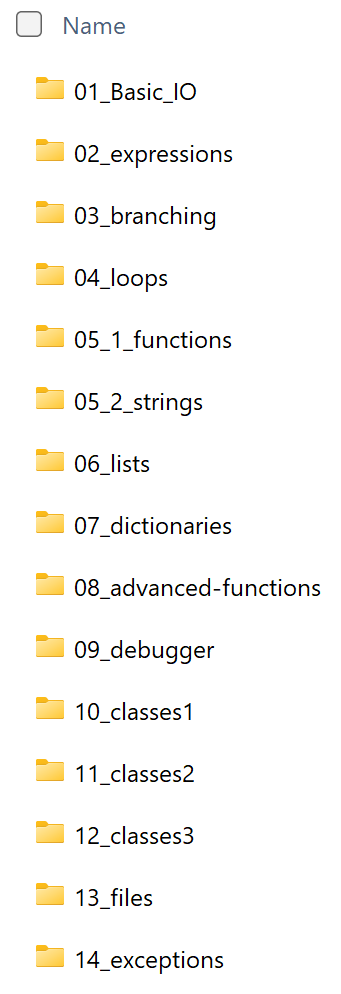 Name
01_Basic_IO
02_expressions
03_branching
04_loops
05_1_functions
05_2_strings
06_lists
07_dictionaries
08_advanced-functions
09_debugger
10_classes1
11_classes2
12_classes3
13_files
14_exceptions